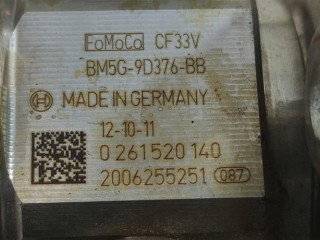 FoMoCo CF33V
BM5G-9D376-BB
MADE IN GERMANY
12-10-11
0 261 520 140
2006255251 087